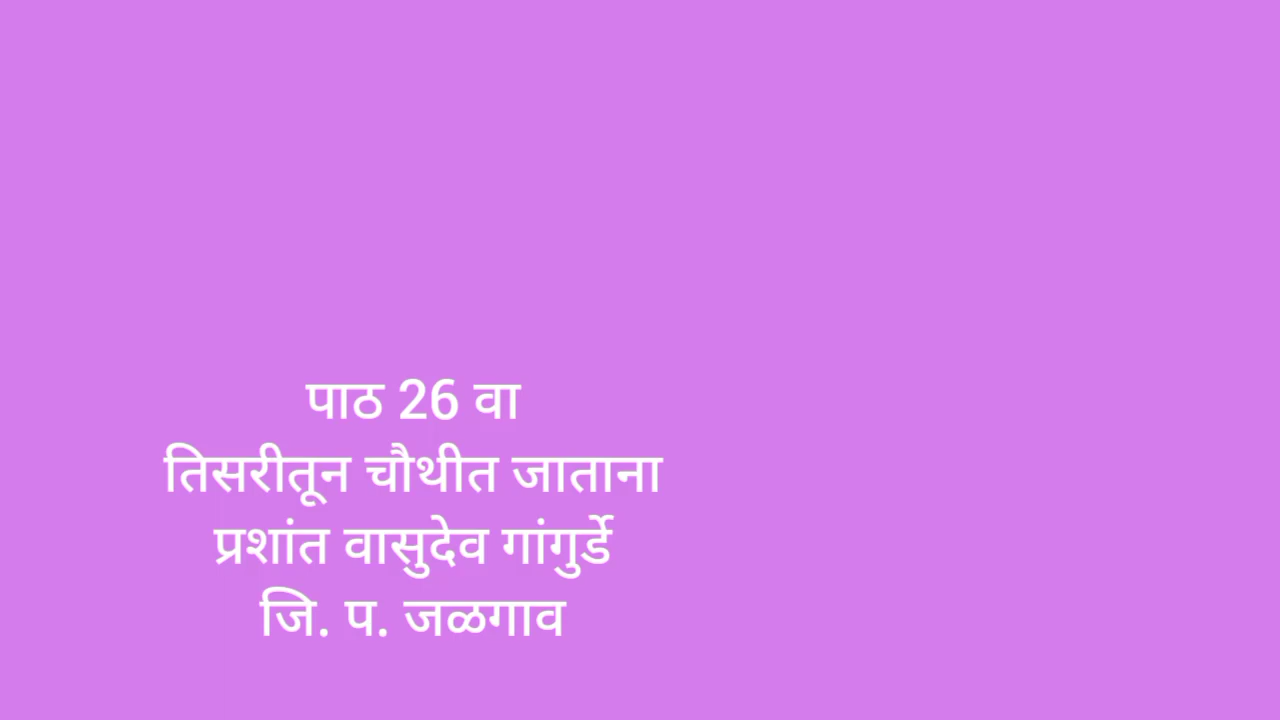 पाठ 26 वा
तिसरीतून चौथीत जाताना
प्रशांत वासुदेव गांगुर्डे
जि. प. जळगाव